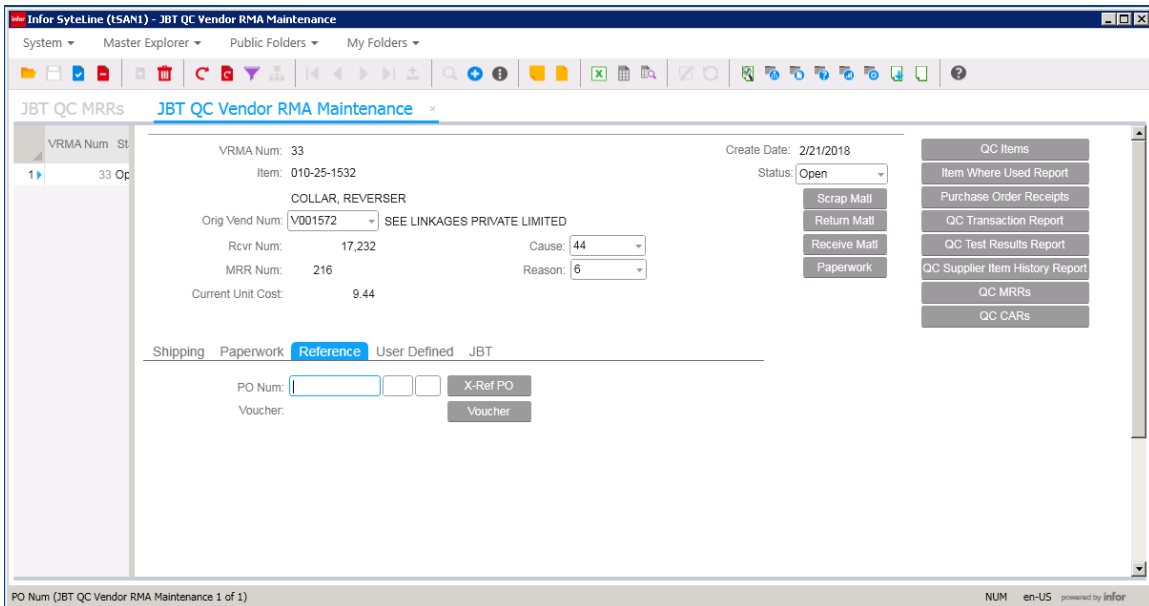 infor Infor SyteLine (tSAN1) - JBT QC Vendor RMA Maintenance
System Master Explorer Public Folders My Folders
JBT QC MRRs JBT QC Vendor RMA Maintenance ×
VRMA Num St
1 33 Op
VRMA Num: 33 Create Date: 2/21/2018 QC Items
Item: 010-25-1532 Status: Open Item Where Used Report
COLLAR, REVERSER Scrap Matl Purchase Order Receipts
Orig Vend Num: V001572 SEE LINKAGES PRIVATE LIMITED Return Matl QC Transaction Report
Rcvr Num: 17,232 Cause: 44 Receive Matl QC Test Results Report
MRR Num: 216 Reason: 6 Paperwork QC Supplier Item History Report
Current Unit Cost: 9.44 QC MRRs
QC CARs
Shipping Paperwork Reference User Defined JBT
PO Num: X-Ref PO
Voucher: Voucher
PO Num (JBT QC Vendor RMA Maintenance 1 of 1) NUM en-US powered by infor